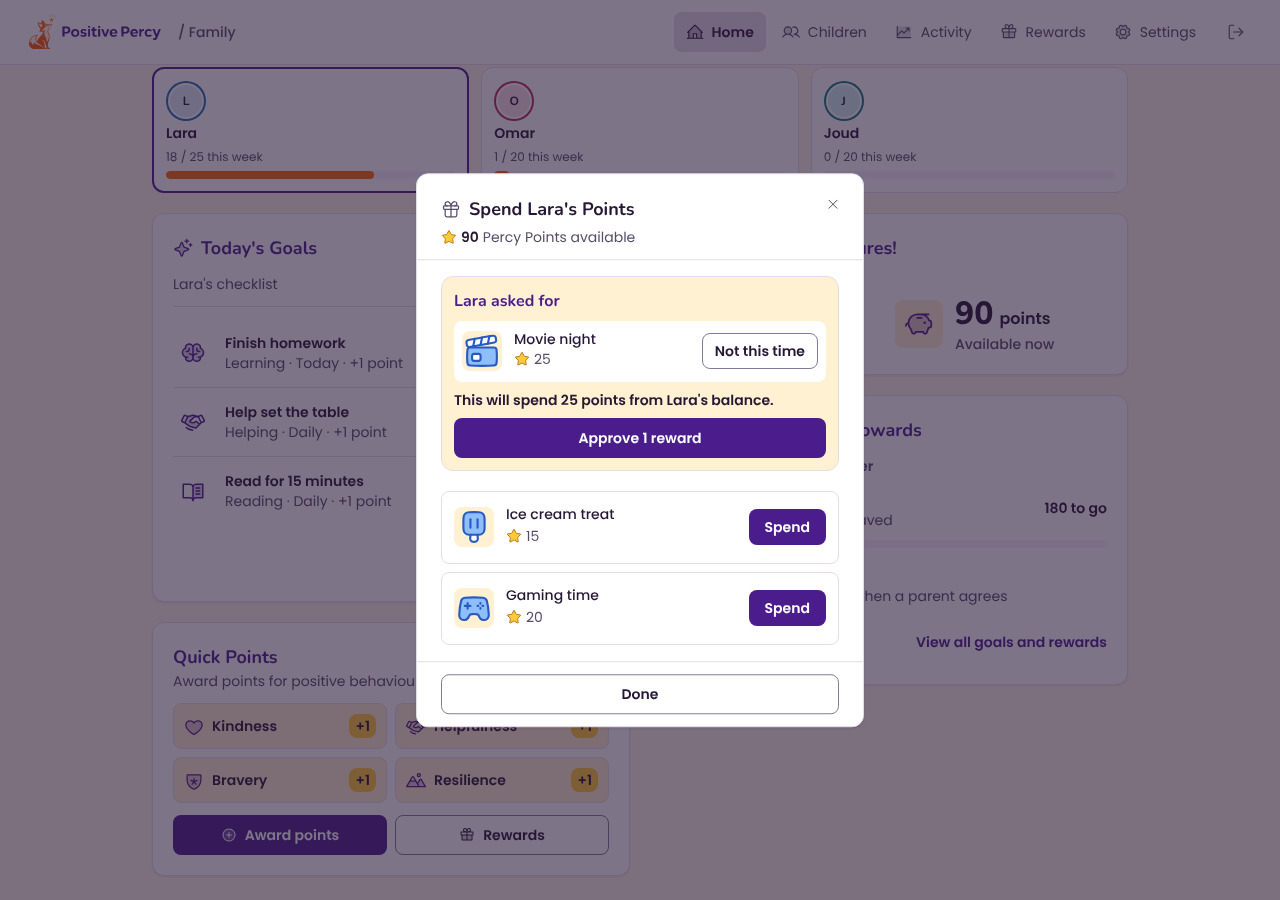 Positive Percy / Family
Home
Children
Activity
Rewards
Settings
L
Lara
18 / 25 this week
O
Omar
1 / 20 this week
J
Joud
0 / 20 this week
Today's Goals
Lara's checklist
Finish homework
Learning · Today · +1 point
Help set the table
Helping · Daily · +1 point
Read for 15 minutes
Reading · Daily · +1 point
Quick Points
Award points for positive behaviou
Kindness +1
Helpfulness +1
Bravery +1
Resilience +1
Award points
Rewards
Spend Lara's Points
90 Percy Points available
Lara asked for
Movie night
25
Not this time
This will spend 25 points from Lara's balance.
Approve 1 reward
Ice cream treat
15
Spend
Gaming time
20
Spend
Done
90 points
Available now
180 to go
when a parent agrees
View all goals and rewards